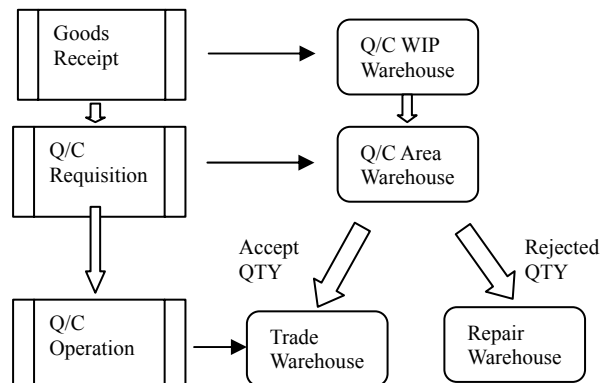 Goods
Receipt
Q/C WIP
Warehouse
Q/C
Requisition
Q/C Area
Warehouse
Accept
QTY
Rejected
QTY
Q/C
Operation
Trade
Warehouse
Repair
Warehouse